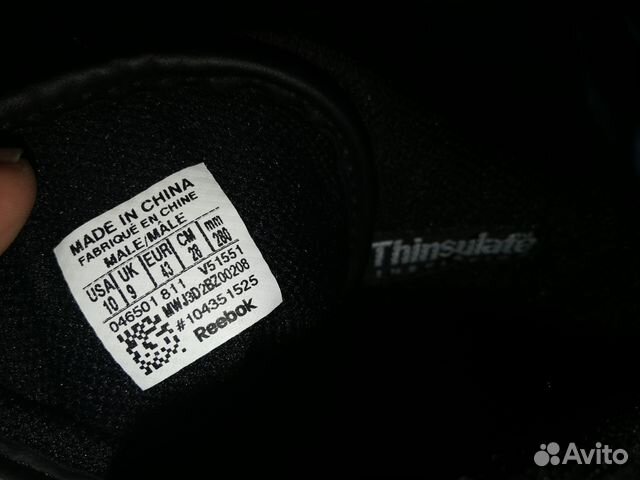 MADE IN CHINA
FABRIQUÉ EN CHINE
MALE/MALE
USA UK EUR CM mm
10 9 43 28 280
046501 811 V51551
MWJ3D2BZ00208
#104351525
Reebok
Thinsulate
Avito